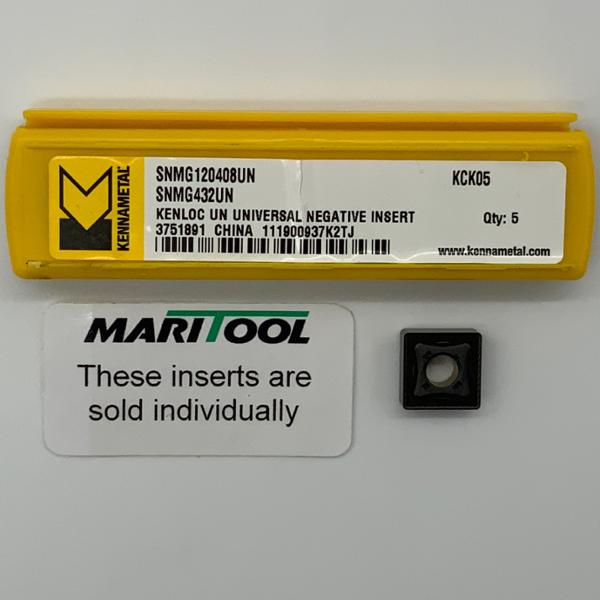 KENNAMETAL
SNMG120408UN
KCK05
SNMG432UN
KENLOC UN UNIVERSAL NEGATIVE INSERT
Qty: 5
3751891 CHINA 111900937K2TJ
www.kennametal.com
MARITOOL
These inserts are
sold individually